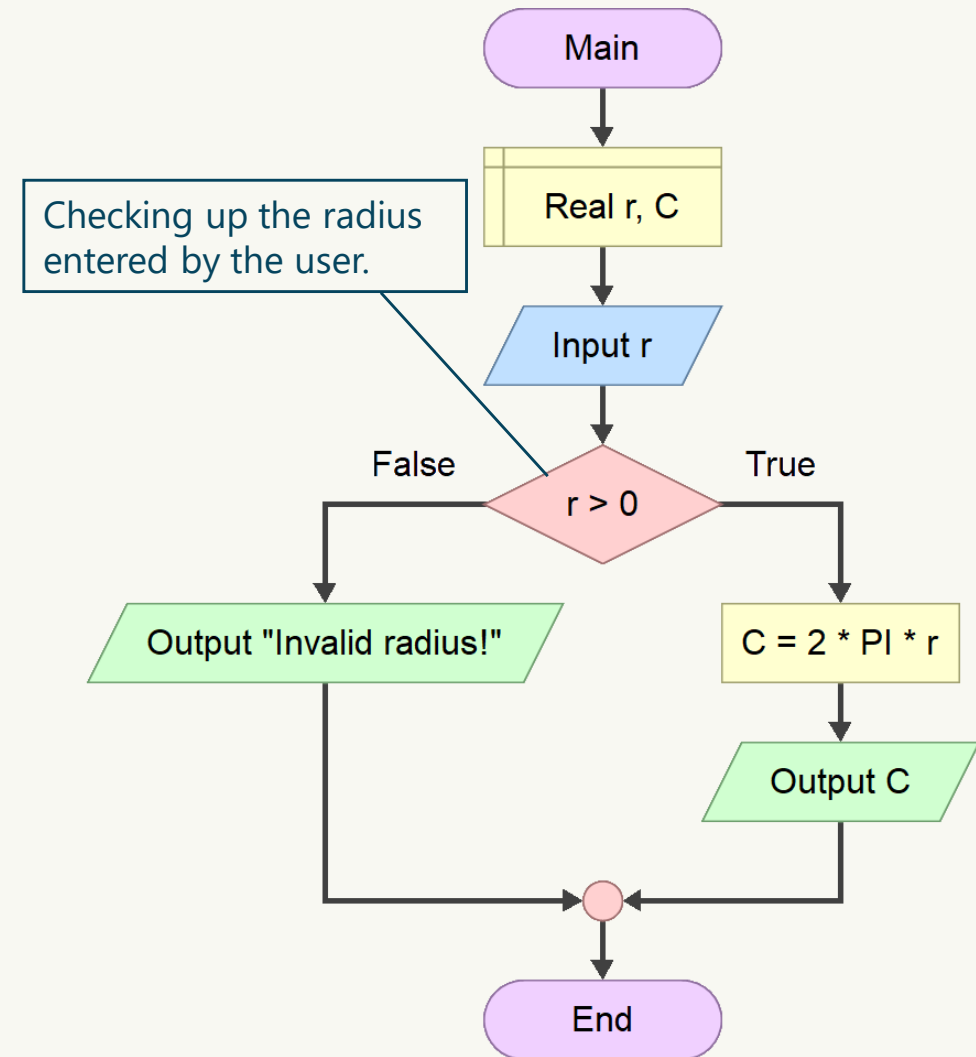 Main
Real r, C
Checking up the radius
entered by the user.
Input r
False
True
r > 0
Output "Invalid radius!"
C = 2 * PI * r
Output C
End